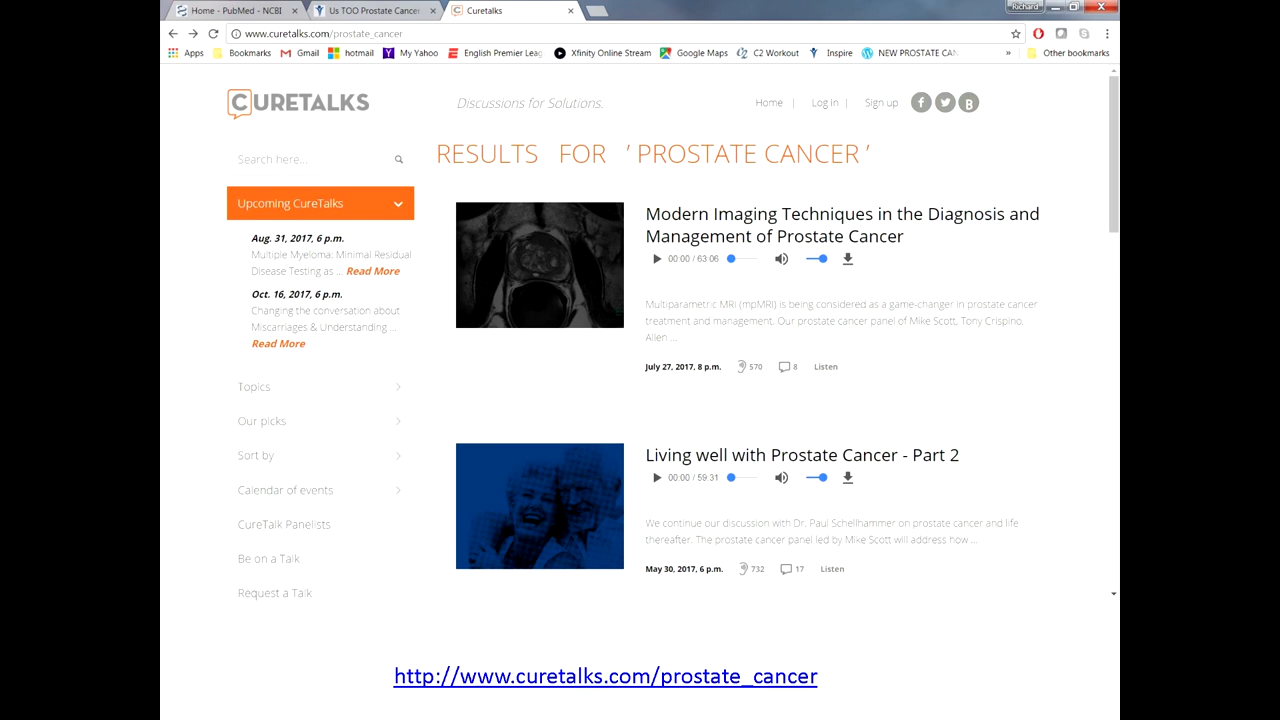 Home - PubMed - NCBI
Us TOO Prostate Cancer
Curetalks
Richard
www.curetalks.com/prostate_cancer
Apps Bookmarks Gmail hotmail My Yahoo English Premier Leag Xfinity Online Stream Google Maps C2 Workout Inspire NEW PROSTATE CAN » Other bookmarks
CURETALKS
Discussions for Solutions.
Home | Log In | Sign up
Search here...
RESULTS FOR ' PROSTATE CANCER '
Upcoming CureTalks
Aug. 31, 2017, 6 p.m.
Multiple Myeloma: Minimal Residual
Disease Testing as ... Read More
Oct. 16, 2017, 6 p.m.
Changing the conversation about
Miscarriages & Understanding ...
Read More
Topics
Our picks
Sort by
Calendar of events
CureTalk Panelists
Be on a Talk
Request a Talk
Modern Imaging Techniques in the Diagnosis and
Management of Prostate Cancer
00:00 / 63:06
Multiparametric MRI (mpMRI) is being considered as a game-changer in prostate cancer
treatment and management. Our prostate cancer panel of Mike Scott, Tony Crispino,
Allen ...
July 27, 2017, 8 p.m. 570 8 Listen
Living well with Prostate Cancer - Part 2
00:00 / 59:31
We continue our discussion with Dr. Paul Schellhammer on prostate cancer and life
thereafter. The prostate cancer panel led by Mike Scott will address how ...
May 30, 2017, 6 p.m. 732 17 Listen
http://www.curetalks.com/prostate_cancer